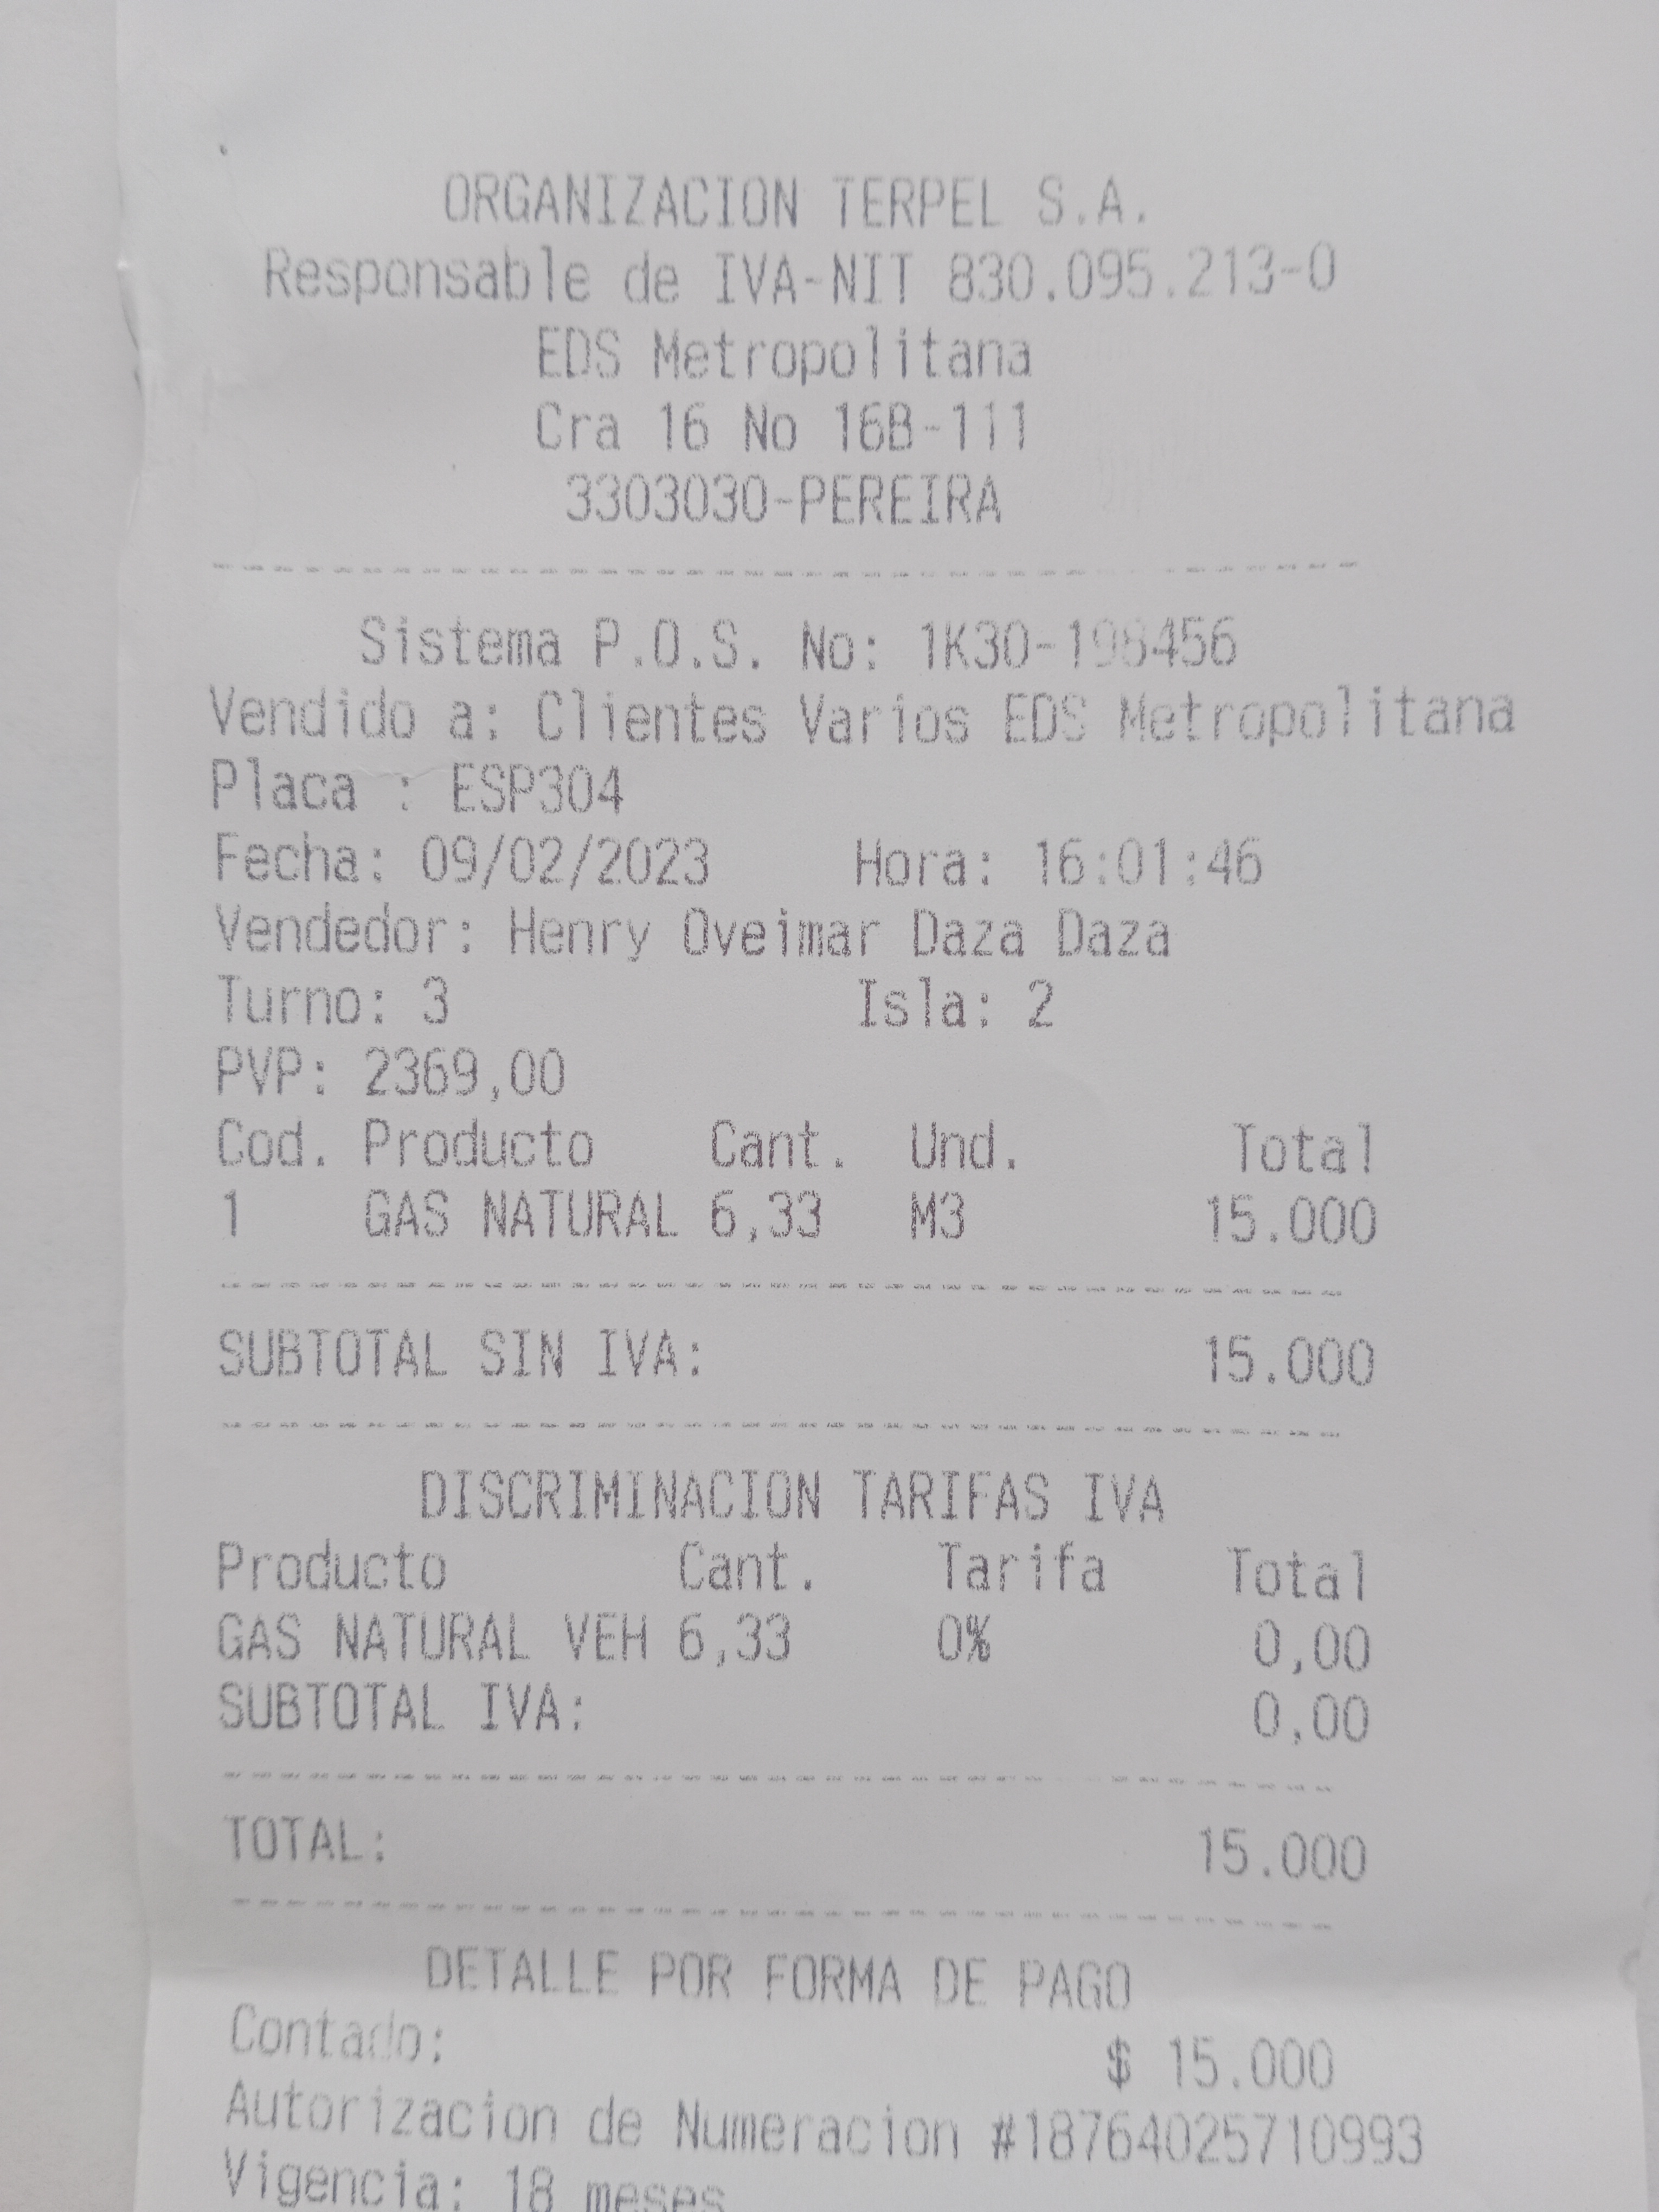 ORGANIZACION TERPEL S.A.
Responsable de IVA-NIT 830.095.213-0
EDS Metropolitana
Cra 16 No 16B-111
3303030-PEREIRA
Sistema P.O.S. No: 1K30-198456
Vendido a: Clientes Varios EDS Metropolitana
Placa : ESP304
Fecha: 09/02/2023 Hora: 16:01:46
Vendedor: Henry Oveimar Daza Daza
Turno: 3 Isla: 2
PVP: 2369,00
Cod. Producto Cant. Und. Total
1 GAS NATURAL 6,33 M3 15.000
SUBTOTAL SIN IVA: 15.000
DISCRIMINACION TARIFAS IVA
Producto Cant. Tarifa Total
GAS NATURAL VEH 6,33 0% 0,00
SUBTOTAL IVA: 0,00
TOTAL: 15.000
DETALLE POR FORMA DE PAGO
Contado: $ 15.000
Autorizacion de Numeracion #18764025710993
Vigencia: 18 meses